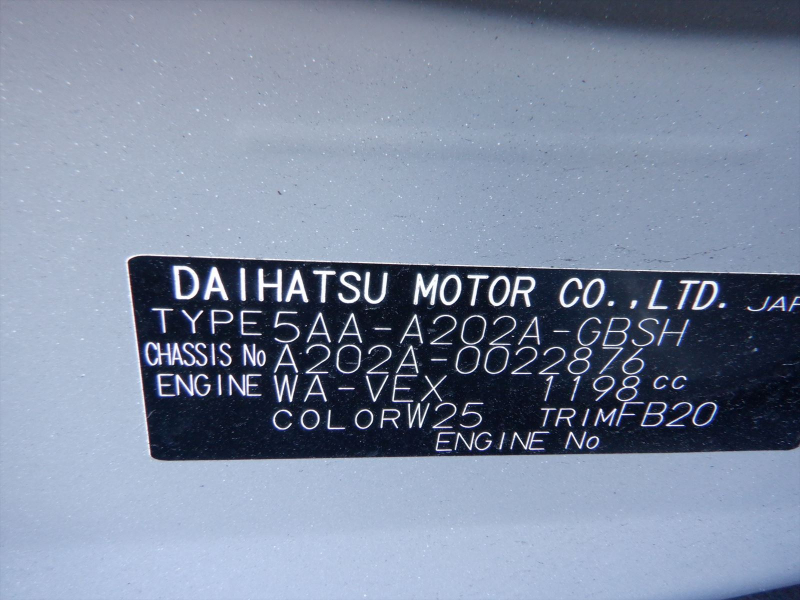 DAIHATSU MOTOR CO.,LTD. JAP
TYPE 5AA-A202A-GBSH
CHASSIS No A202A-0022876
ENGINE WA-VEX 1198 cc
COLOR W25 TRIM FB20
ENGINE No